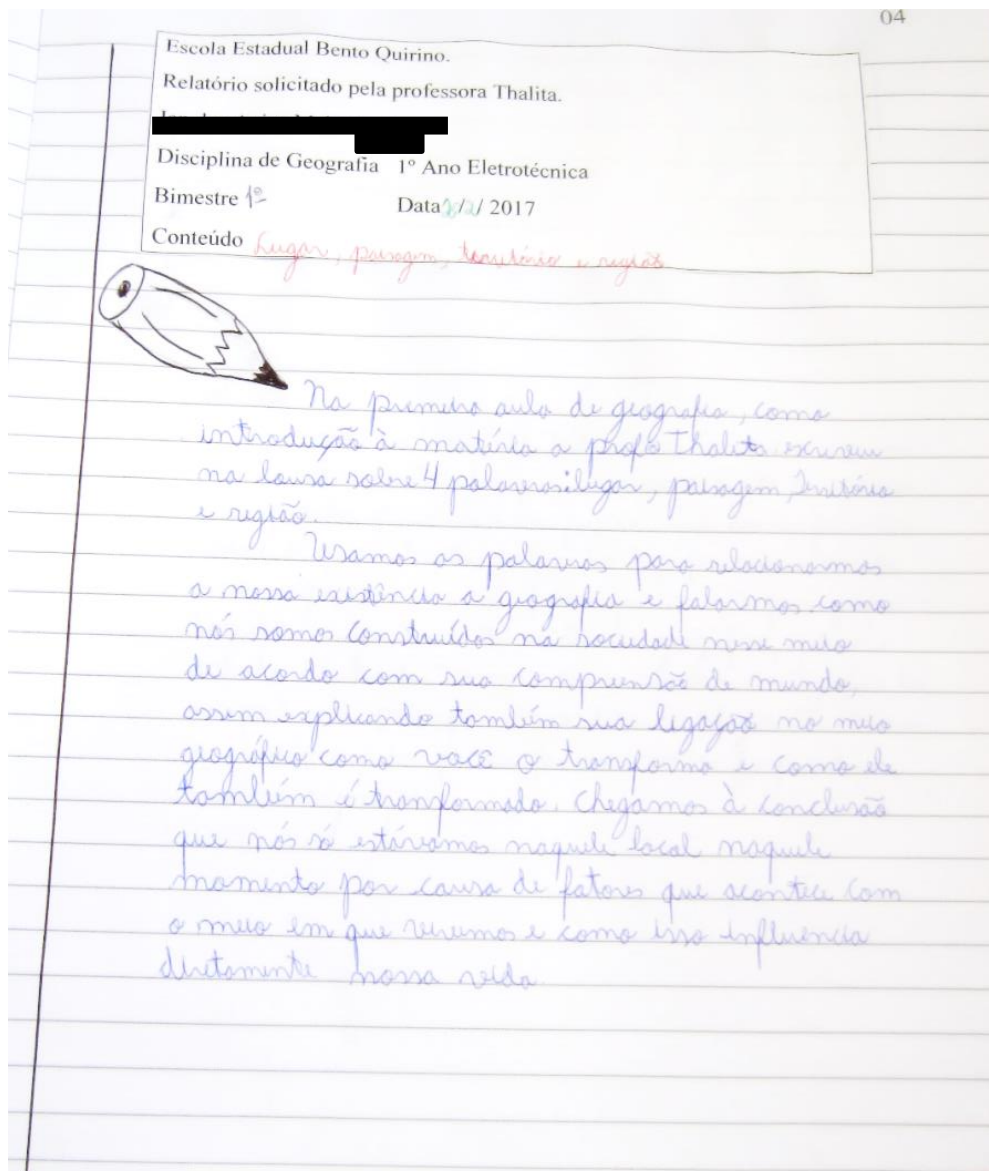 04
Escola Estadual Bento Quirino.
Relatório solicitado pela professora Thalita.
Disciplina de Geografia 1º Ano Eletrotécnica
Bimestre 1º Data /2/ 2017
Conteúdo Lugar, paisagem, território e região
Na primeira aula de geografia, como
introdução à matéria a profª Thalita escreveu
na lousa sobre 4 palavras: lugar, paisagem, território
e região.
Usamos as palavras para relacionarmos
a nossa existência a geografia e falarmos como
nós somos construídos na sociedade nesse meio
de acordo com sua compreensão de mundo,
assim explicando também sua ligação no meio
geográfico como você o transforma e como ele
também é transformado. Chegamos à conclusão
que nós só estávamos naquele local naquele
momento por causa de fatores que acontece com
o meio em que vivemos e como isso influencia
diretamente nossa vida